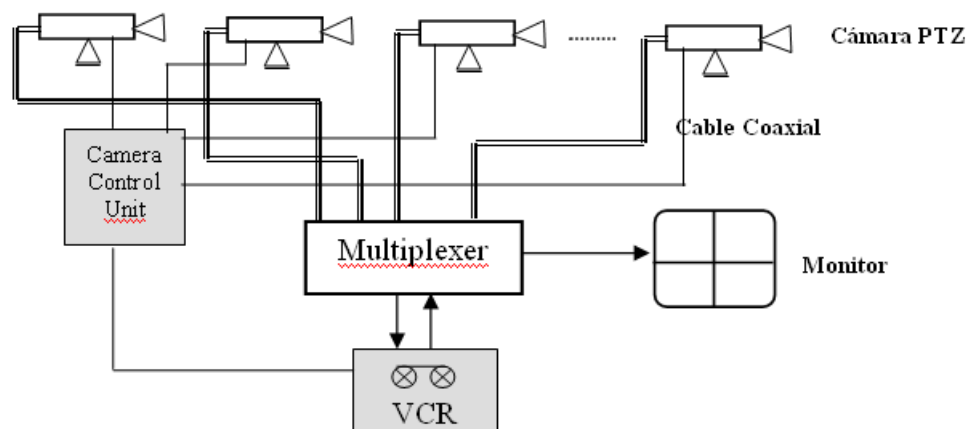 Cámara PTZ
Cable Coaxial
Camera
Control
Unit
Multiplexer
Monitor
VCR